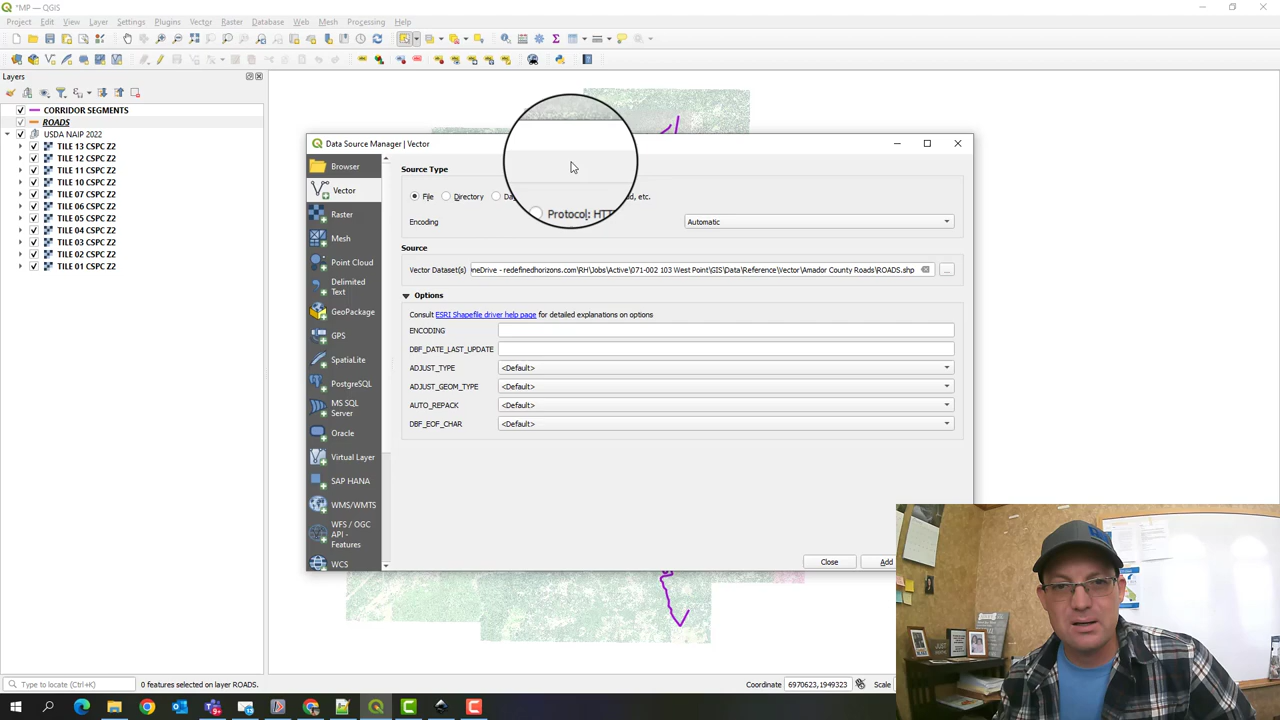 *MP — QGIS
Project Edit View Layer Settings Plugins Vector Raster Database Web Mesh Processing Help
Layers
CORRIDOR SEGMENTS
ROADS
USDA NAIP 2022
TILE 13 CSPC Z2
TILE 12 CSPC Z2
TILE 11 CSPC Z2
TILE 10 CSPC Z2
TILE 07 CSPC Z2
TILE 06 CSPC Z2
TILE 05 CSPC Z2
TILE 04 CSPC Z2
TILE 03 CSPC Z2
TILE 02 CSPC Z2
TILE 01 CSPC Z2
Data Source Manager | Vector
Browser
Vector
Raster
Mesh
Point Cloud
Delimited
Text
GeoPackage
GPS
SpatiaLite
PostgreSQL
MS SQL
Server
Oracle
Virtual Layer
SAP HANA
WMS/WMTS
WFS / OGC
API -
Features
WCS
Source Type
File Directory Da Protocol: HTT d, etc.
Encoding Automatic
Source
Vector Dataset(s) ineDrive - redefinedhorizons.com\RH\Jobs\Active\071-002 103 West Point\GIS\Data\Reference\Vector\Amador County Roads\ROADS.shp ...
Options
Consult ESRI Shapefile driver help page for detailed explanations on options
ENCODING
DBF_DATE_LAST_UPDATE
ADJUST_TYPE <Default>
ADJUST_GEOM_TYPE <Default>
AUTO_REPACK <Default>
DBF_EOF_CHAR <Default>
Close Add
Type to locate (Ctrl+K) 0 features selected on layer ROADS. Coordinate 6970623,1949323 Scale